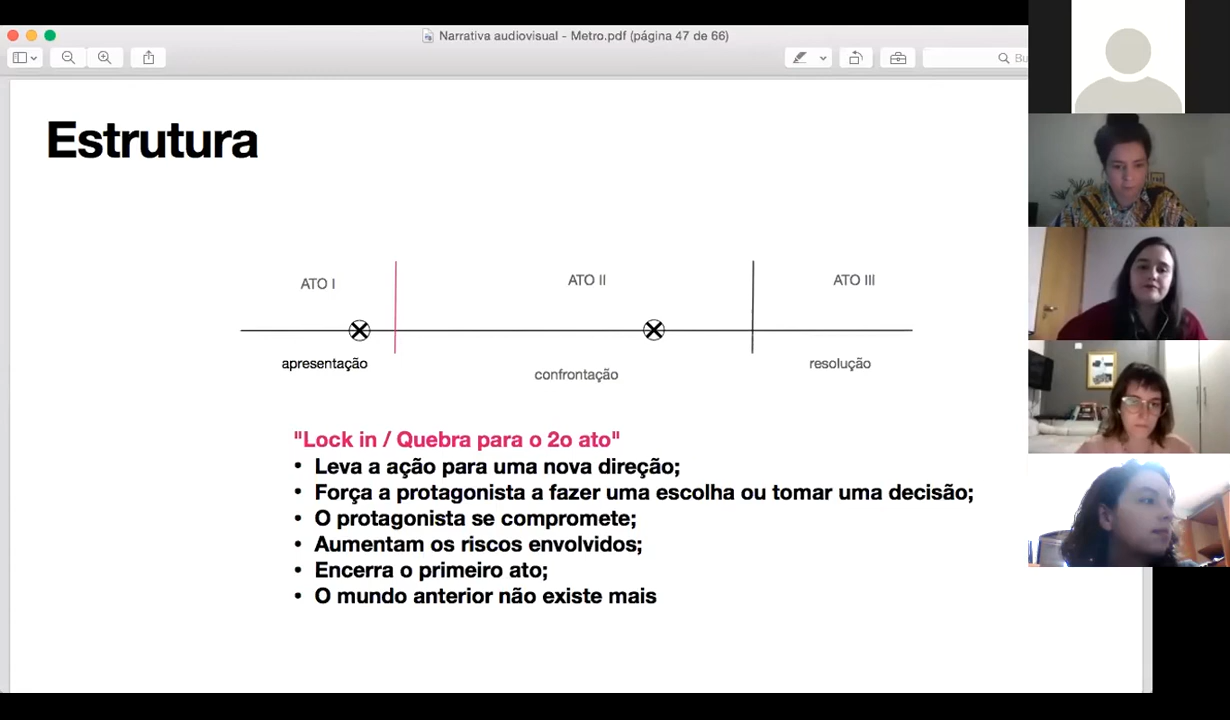 Narrativa audiovisual - Metro.pdf (página 47 de 66)
Bu
Estrutura
ATO I
ATO II
ATO III
apresentação
confrontação
resolução
"Lock in / Quebra para o 2o ato"
• Leva a ação para uma nova direção;
• Força a protagonista a fazer uma escolha ou tomar uma decisão;
• O protagonista se compromete;
• Aumentam os riscos envolvidos;
• Encerra o primeiro ato;
• O mundo anterior não existe mais